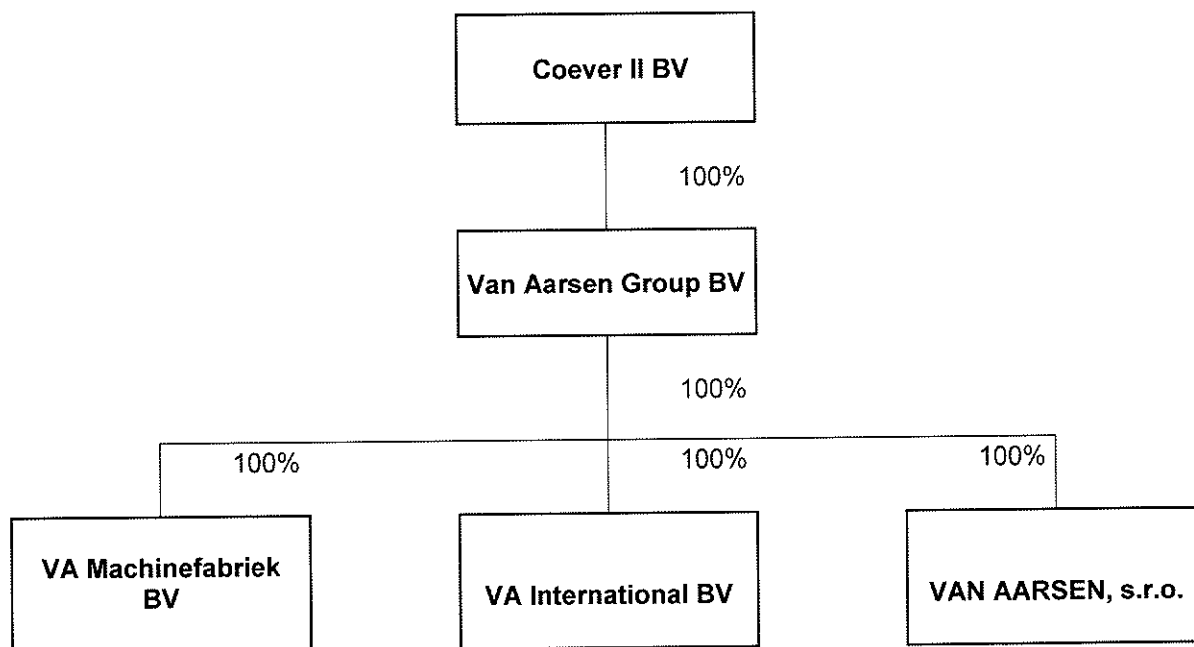 Coever II BV
100%
Van Aarsen Group BV
100%
100%
100%
100%
VA Machinefabriek
BV
VA International BV
VAN AARSEN, s.r.o.